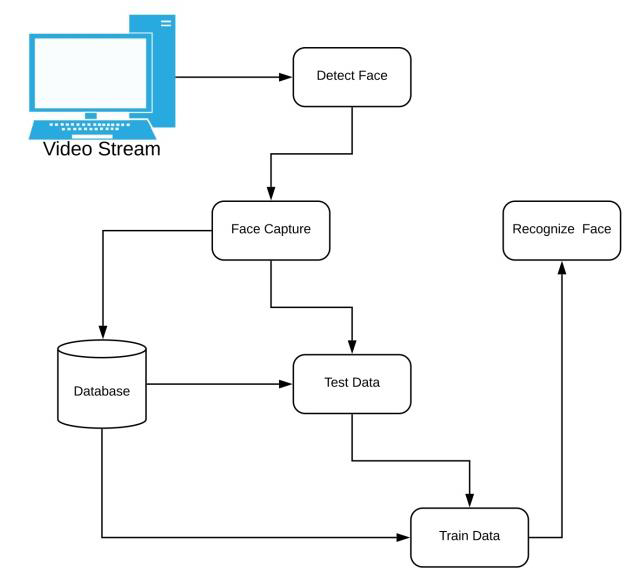 Detect Face
Video Stream
Face Capture
Recognize  Face
Database
Test Data
Train Data